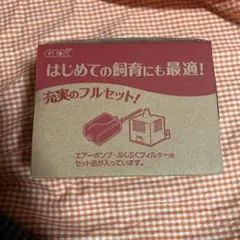 GEX
はじめての飼育にも最適!
充実のフルセット!
エアーポンプ・ぶくぶくフィルター等
セット品が入っています。